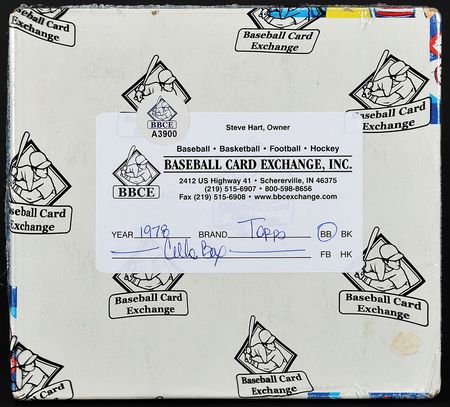 Baseball Card
Exchange
Baseball Card
Exchange
Baseball Card
Exchange
BBCE
A3900
Steve Hart, Owner
Baseball • Basketball • Football • Hockey
BASEBALL CARD EXCHANGE, INC.
BBCE
2412 US Highway 41 • Schererville, IN 46375
(219) 515-6907 • 800-598-8656
Fax (219) 515-6908 • www.bbcexchange.com
YEAR 1978 BRAND Topps BB BK
Cello Box FB HK
Baseball Card
Exchange
Baseball Card
Exchange
Baseball Card
Exchange
Card